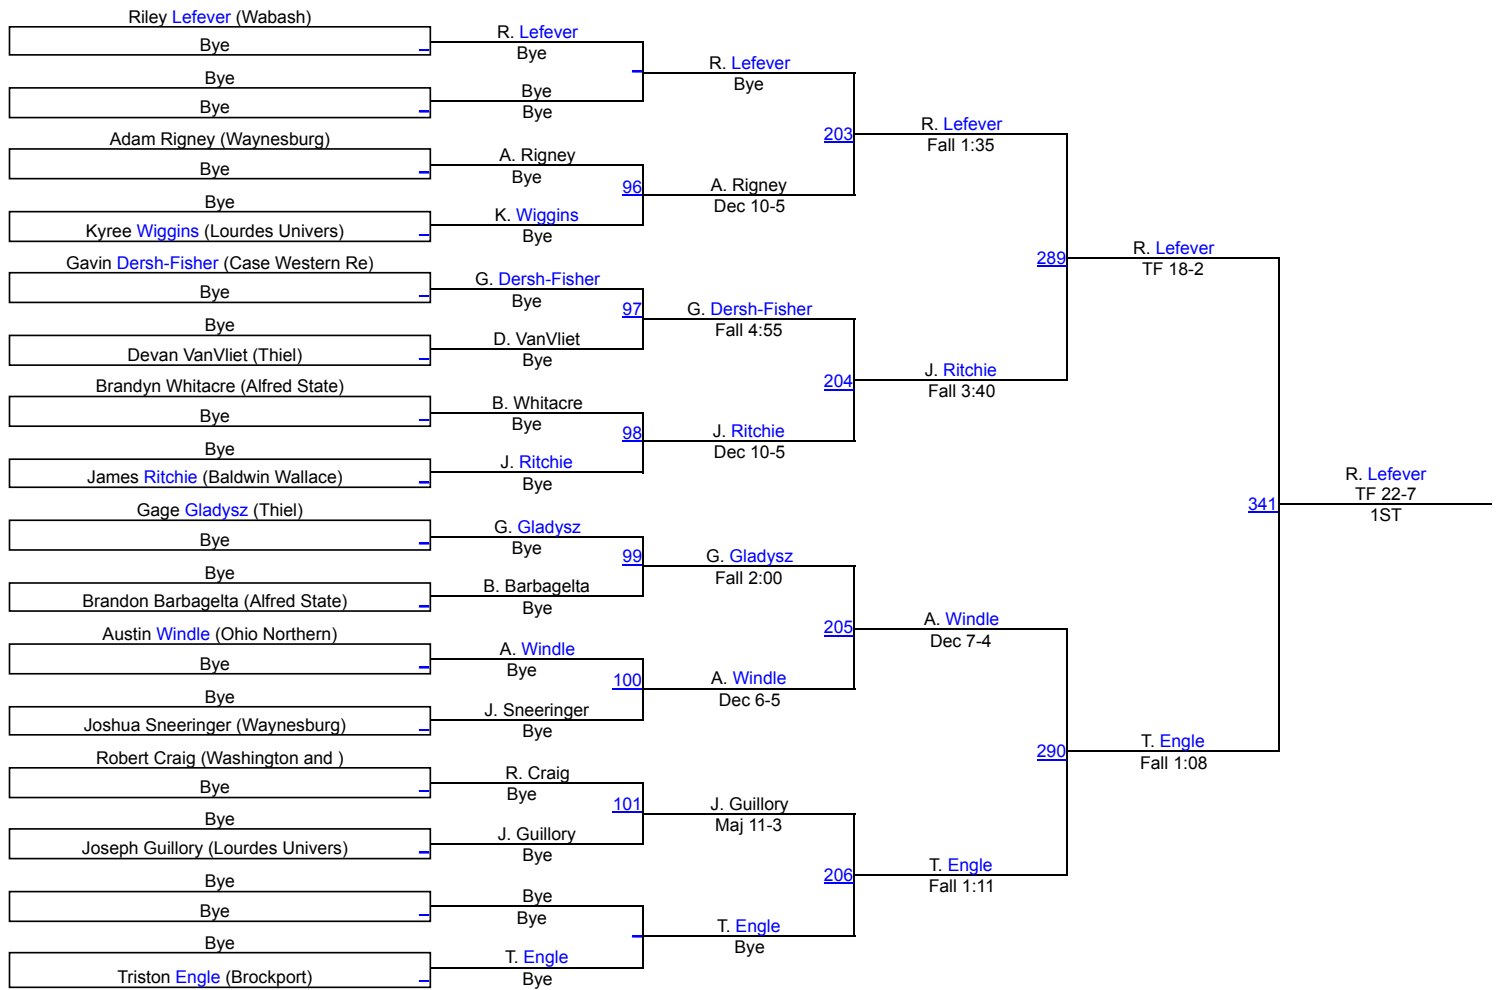 Riley Lefever (Wabash)
Bye
Bye
Bye
Adam Rigney (Waynesburg)
Bye
Bye
Kyree Wiggins (Lourdes Univers)
Gavin Dersh-Fisher (Case Western Re)
Bye
Bye
Devan VanVliet (Thiel)
Brandyn Whitacre (Alfred State)
Bye
Bye
James Ritchie (Baldwin Wallace)
Gage Gladysz (Thiel)
Bye
Bye
Brandon Barbagelta (Alfred State)
Austin Windle (Ohio Northern)
Bye
Bye
Joshua Sneeringer (Waynesburg)
Robert Craig (Washington and )
Bye
Bye
Joseph Guillory (Lourdes Univers)
Bye
Bye
Bye
Triston Engle (Brockport)
R. Lefever
Bye
Bye
Bye
A. Rigney
Bye
96
K. Wiggins
Bye
G. Dersh-Fisher
Bye
97
D. VanVliet
Bye
B. Whitacre
Bye
98
J. Ritchie
Bye
G. Gladysz
Bye
99
B. Barbagelta
Bye
A. Windle
Bye
100
J. Sneeringer
Bye
R. Craig
Bye
101
J. Guillory
Bye
Bye
Bye
T. Engle
Bye
R. Lefever
Bye
203
A. Rigney
Dec 10-5
G. Dersh-Fisher
Fall 4:55
204
J. Ritchie
Dec 10-5
G. Gladysz
Fall 2:00
205
A. Windle
Dec 6-5
J. Guillory
Maj 11-3
206
T. Engle
Bye
R. Lefever
Fall 1:35
289
J. Ritchie
Fall 3:40
A. Windle
Dec 7-4
290
T. Engle
Fall 1:11
R. Lefever
TF 18-2
341
T. Engle
Fall 1:08
R. Lefever
TF 22-7
1ST